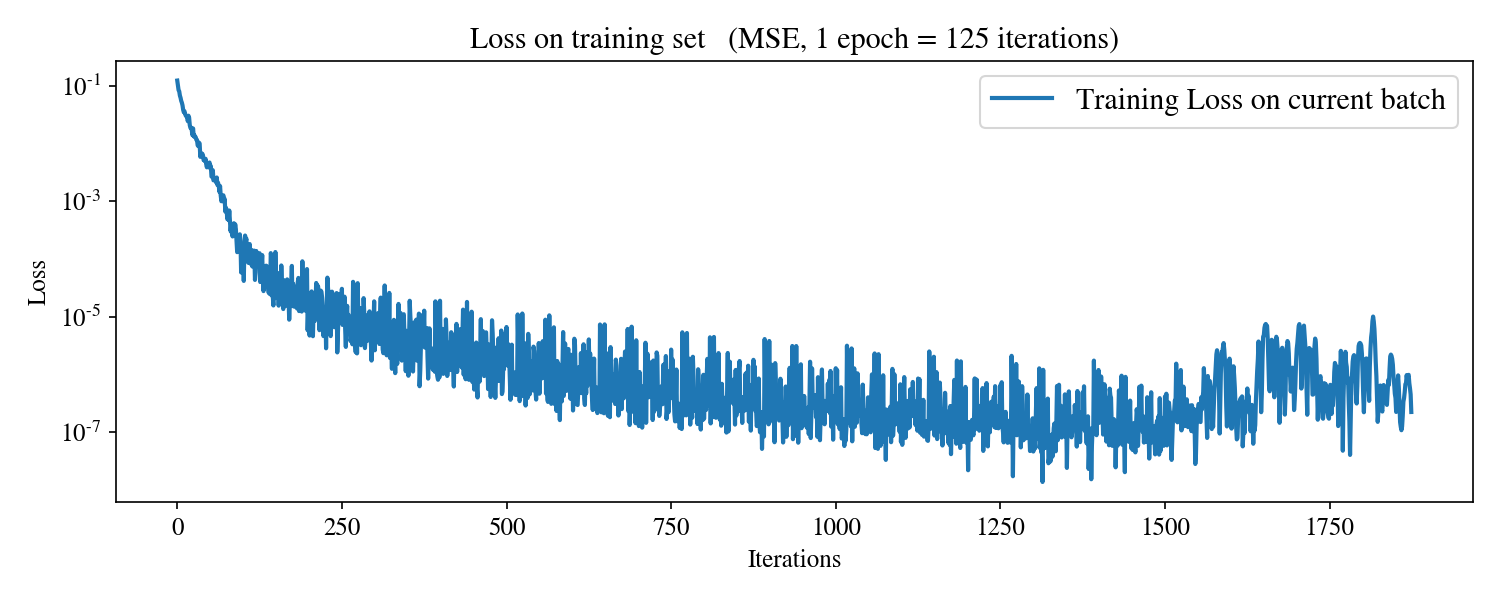 Loss on training set   (MSE, 1 epoch = 125 iterations)
Training Loss on current batch
Loss
10-1
10-3
10-5
10-7
0 250 500 750 1000 1250 1500 1750
Iterations